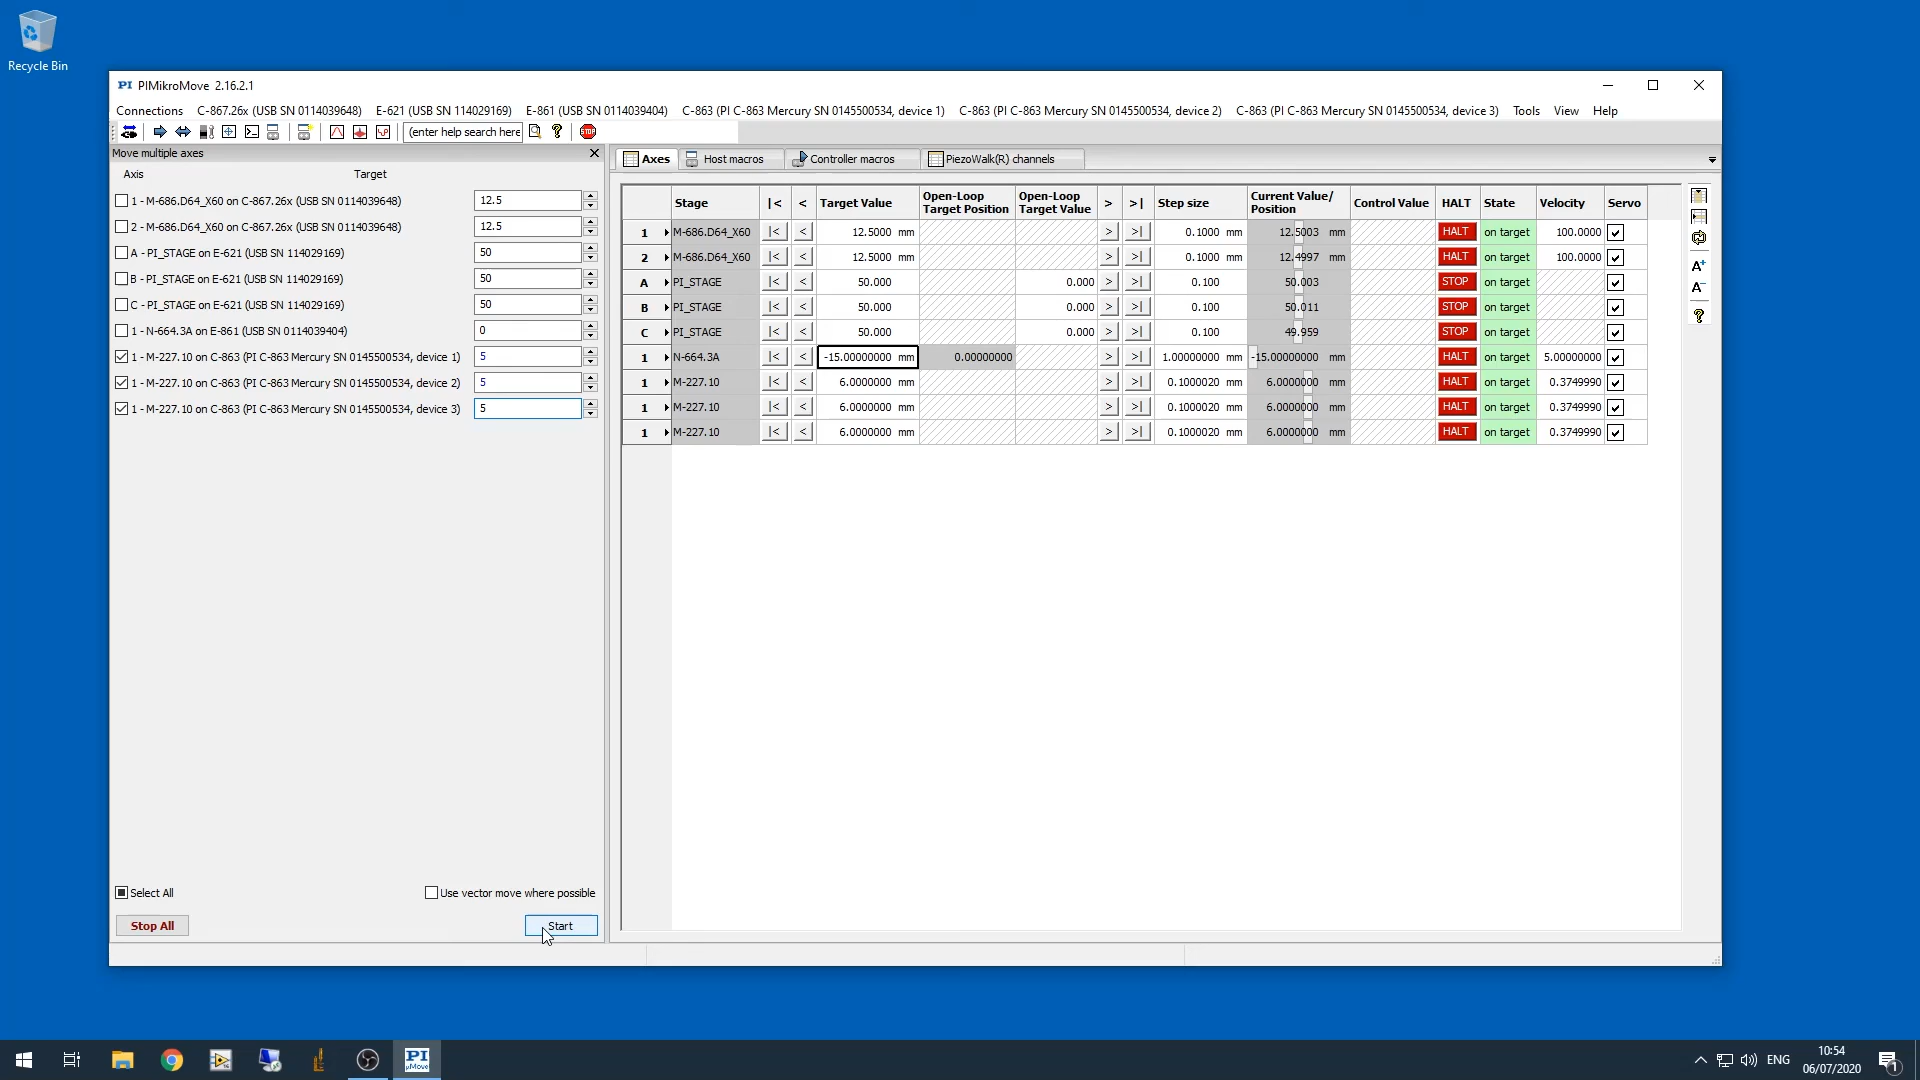 Recycle Bin
PI PIMikroMove 2.16.2.1
Connections C-867.26x (USB SN 0114039648) E-621 (USB SN 114029169) E-861 (USB SN 0114039404) C-863 (PI C-863 Mercury SN 0145500534, device 1) C-863 (PI C-863 Mercury SN 0145500534, device 2) C-863 (PI C-863 Mercury SN 0145500534, device 3) Tools View Help
(enter help search here STOP
Move multiple axes
Axis Target
1 - M-686.D64_X60 on C-867.26x (USB SN 0114039648) 12.5
2 - M-686.D64_X60 on C-867.26x (USB SN 0114039648) 12.5
A - PI_STAGE on E-621 (USB SN 114029169) 50
B - PI_STAGE on E-621 (USB SN 114029169) 50
C - PI_STAGE on E-621 (USB SN 114029169) 50
1 - N-664.3A on E-861 (USB SN 0114039404) 0
1 - M-227.10 on C-863 (PI C-863 Mercury SN 0145500534, device 1) 5
1 - M-227.10 on C-863 (PI C-863 Mercury SN 0145500534, device 2) 5
1 - M-227.10 on C-863 (PI C-863 Mercury SN 0145500534, device 3) 5
Select All Use vector move where possible
Stop All Start
Axes Host macros Controller macros PiezoWalk(R) channels
Stage |< < Target Value Open-Loop Target Position Open-Loop Target Value > >| Step size Current Value/ Position Control Value HALT State Velocity Servo
1 M-686.D64_X60 |< < 12.5000 mm > >| 0.1000 mm 12.5003 mm HALT on target 100.0000
2 M-686.D64_X60 |< < 12.5000 mm > >| 0.1000 mm 12.4997 mm HALT on target 100.0000
A PI_STAGE |< < 50.000 0.000 > >| 0.100 50.003 STOP on target
B PI_STAGE |< < 50.000 0.000 > >| 0.100 50.011 STOP on target
C PI_STAGE |< < 50.000 0.000 > >| 0.100 49.959 STOP on target
1 N-664.3A |< < -15.00000000 mm 0.00000000 > >| 1.00000000 mm -15.00000000 mm HALT on target 5.00000000
1 M-227.10 |< < 6.0000000 mm > >| 0.1000020 mm 6.0000000 mm HALT on target 0.3749990
1 M-227.10 |< < 6.0000000 mm > >| 0.1000020 mm 6.0000000 mm HALT on target 0.3749990
1 M-227.10 |< < 6.0000000 mm > >| 0.1000020 mm 6.0000000 mm HALT on target 0.3749990
A+
A-
PI
µMove
ENG
10:54
06/07/2020
1